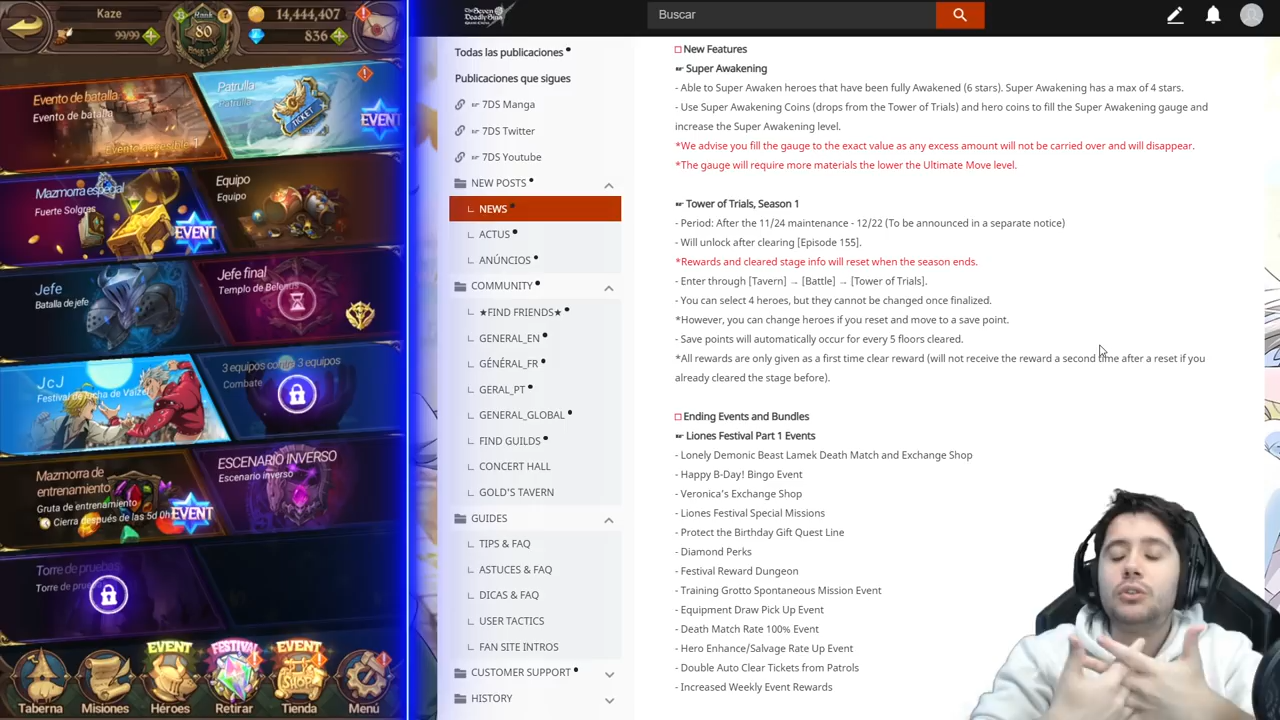 Kaze
Rank
80
99/99
14,444,407
836
Evento de batalla
Evento de batalla
Evento accesible 1
Patrulla
Patrulla
TICKET
EVENT
Mazmorra especial
Fuerte Solgres
EVENT
Equipo
Equipo
Jefe
Batalla de jefe
Jefe final
Templo de Belenus
JcJ
Festival de lucha de Vaizel
3 equipos contra 3 equipos
Combate
Mazmorra de
entrenamiento
Gruta de entrenamiento
Cierra después de las 5d 0h
EVENT
ESCENARIO INVERSO
Escenario inverso
Torre de pruebas
Torre de pruebas
Taberna
Misiones
EVENT
Héroes
FESTIVAL
Retirar
EVENT
SHOP
Tienda
Menú
The Seven
Deadly Sins
Buscar
Todas las publicaciones
Publicaciones que sigues
☞ 7DS Manga
☞ 7DS Twitter
☞ 7DS Youtube
NEW POSTS
NEWS
ACTUS
ANÚNCIOS
COMMUNITY
★FIND FRIENDS★
GENERAL_EN
GÉNÉRAL_FR
GERAL_PT
GENERAL_GLOBAL
FIND GUILDS
CONCERT HALL
GOLD'S TAVERN
GUIDES
TIPS & FAQ
ASTUCES & FAQ
DICAS & FAQ
USER TACTICS
FAN SITE INTROS
CUSTOMER SUPPORT
HISTORY
□ New Features
☞ Super Awakening
- Able to Super Awaken heroes that have been fully Awakened (6 stars). Super Awakening has a max of 4 stars.
- Use Super Awakening Coins (drops from the Tower of Trials) and hero coins to fill the Super Awakening gauge and
increase the Super Awakening level.
*We advise you fill the gauge to the exact value as any excess amount will not be carried over and will disappear.
*The gauge will require more materials the lower the Ultimate Move level.
☞ Tower of Trials, Season 1
- Period: After the 11/24 maintenance - 12/22 (To be announced in a separate notice)
- Will unlock after clearing [Episode 155].
*Rewards and cleared stage info will reset when the season ends.
- Enter through [Tavern] → [Battle] → [Tower of Trials].
- You can select 4 heroes, but they cannot be changed once finalized.
*However, you can change heroes if you reset and move to a save point.
- Save points will automatically occur for every 5 floors cleared.
*All rewards are only given as a first time clear reward (will not receive the reward a second time after a reset if you
already cleared the stage before).
□ Ending Events and Bundles
☞ Liones Festival Part 1 Events
- Lonely Demonic Beast Lamek Death Match and Exchange Shop
- Happy B-Day! Bingo Event
- Veronica's Exchange Shop
- Liones Festival Special Missions
- Protect the Birthday Gift Quest Line
- Diamond Perks
- Festival Reward Dungeon
- Training Grotto Spontaneous Mission Event
- Equipment Draw Pick Up Event
- Death Match Rate 100% Event
- Hero Enhance/Salvage Rate Up Event
- Double Auto Clear Tickets from Patrols
- Increased Weekly Event Rewards